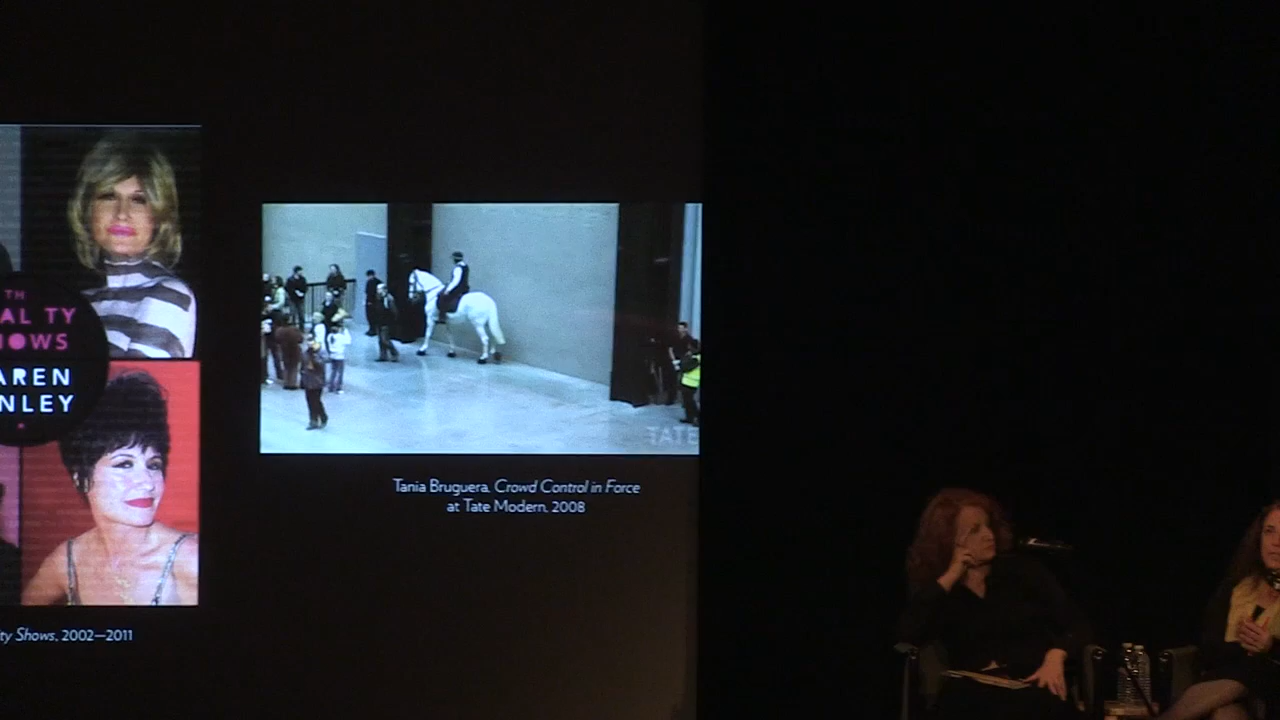 TH
AL TY
HOWS
AREN
NLEY
ty Shows, 2002—2011
TATE
Tania Bruguera, Crowd Control in Force
at Tate Modern, 2008